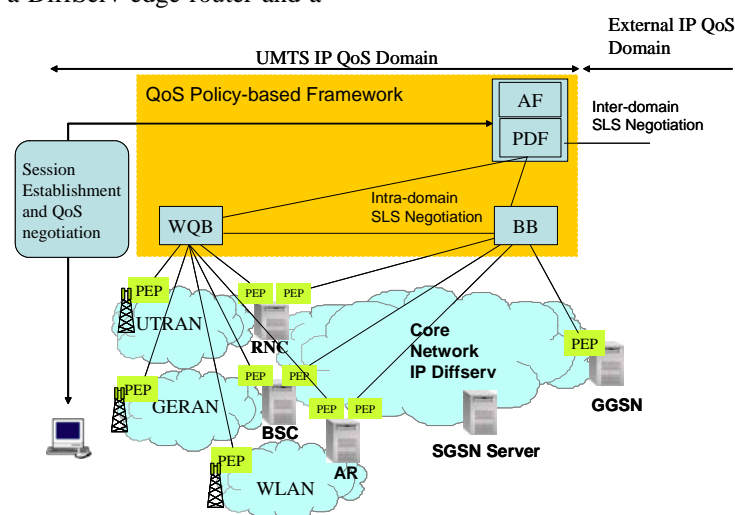 a DiffServ edge router and a
External IP QoS
Domain
UMTS IP QoS Domain
QoS Policy-based Framework
AF
PDF
Inter-domain
SLS Negotiation
Session
Establishment
and QoS
negotiation
Intra-domain
SLS Negotiation
WQB
BB
PEP
PEP
PEP
UTRAN
RNC
Core
Network
IP Diffserv
PEP
GGSN
PEP
PEP
PEP
GERAN
BSC
PEP
PEP
SGSN Server
PEP
AR
WLAN